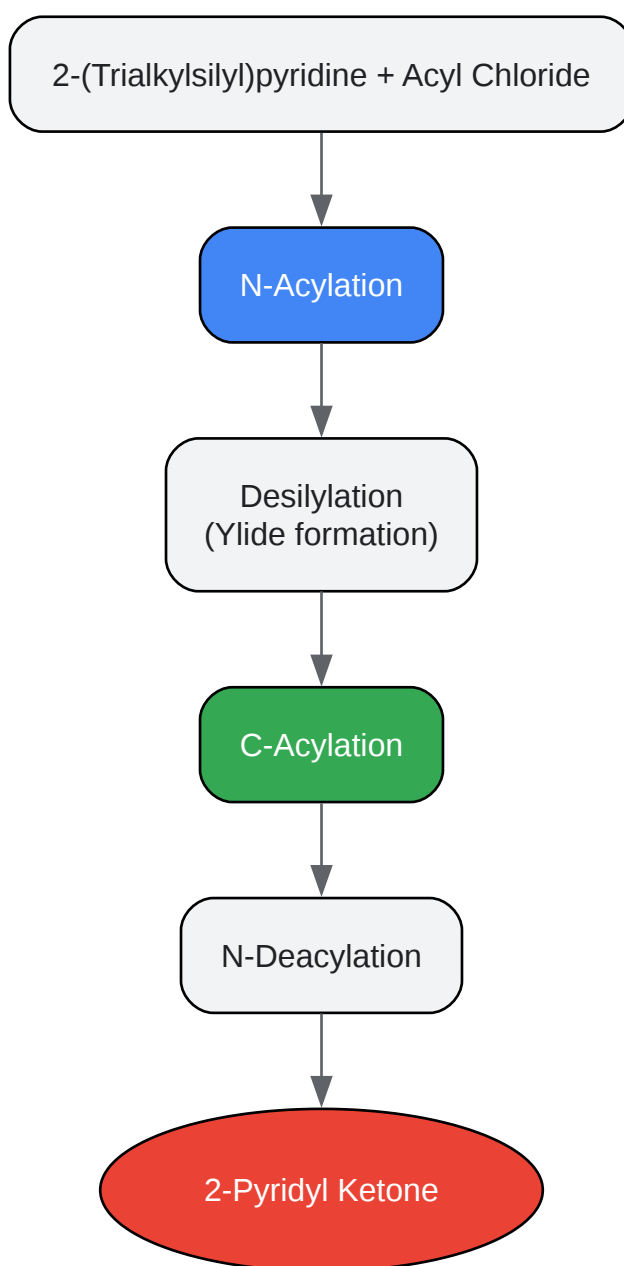 2-(Trialkylsilyl)pyridine + Acyl Chloride
N-Acylation
Desilylation
(Ylide formation)
C-Acylation
N-Deacylation
2-Pyridyl Ketone